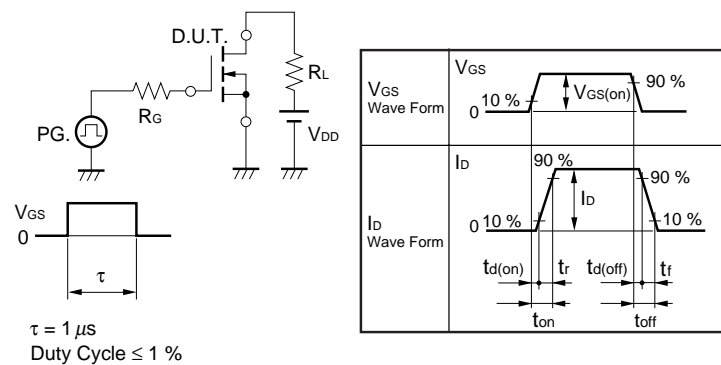 D.U.T.
RL
RG
PG.
VDD
VGS
0
τ
τ = 1 μs
Duty Cycle ≤ 1 %
VGS
Wave Form
VGS
10 %
0
VGS(on)
90 %
ID
Wave Form
ID
90 %
90 %
ID
0 10 %
10 %
td(on) tr td(off) tf
ton toff